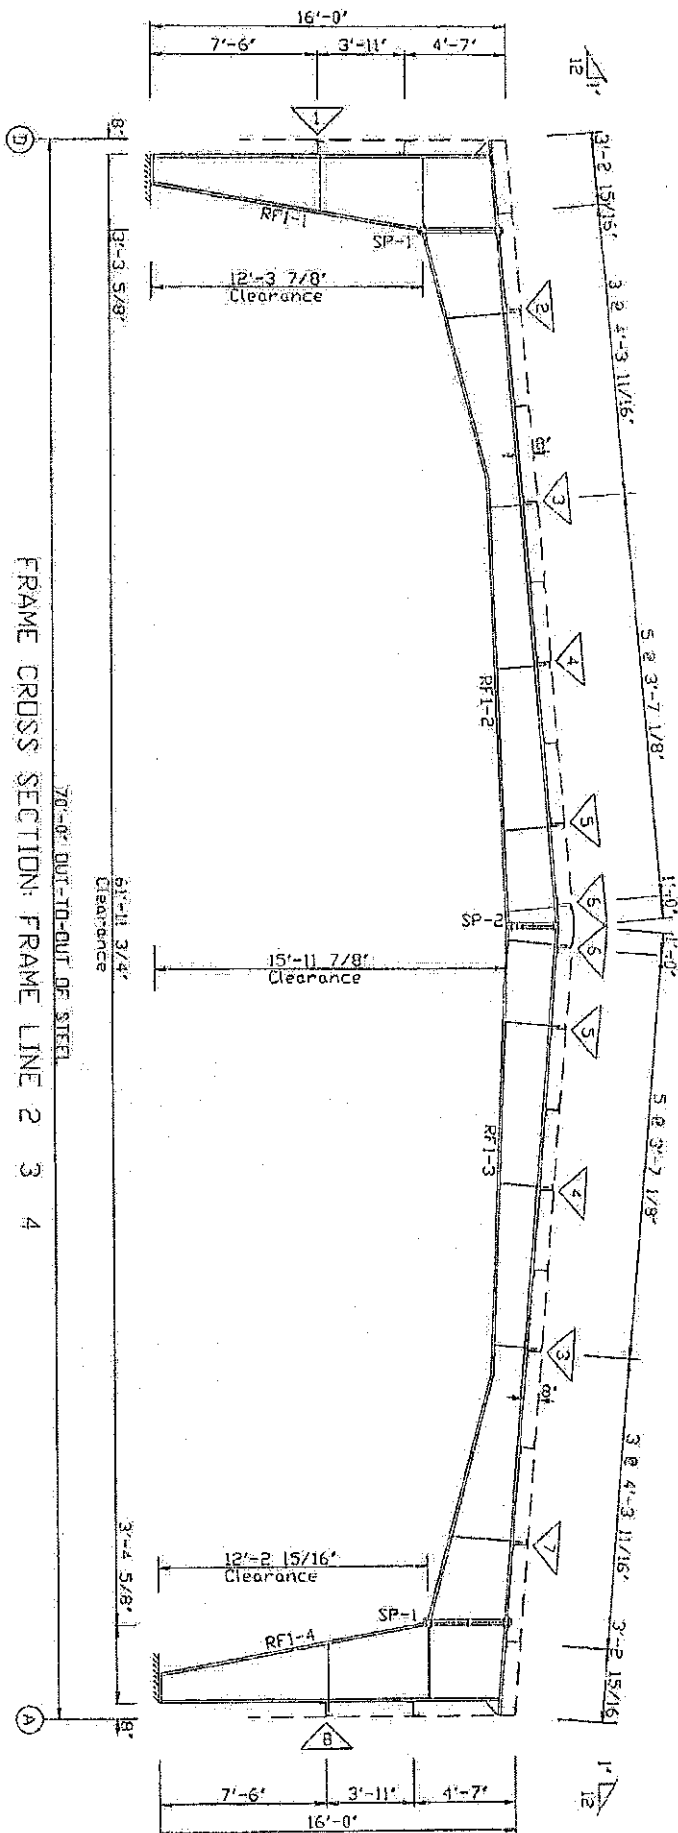 16'-0"
7'-6"
3'-11"
4'-7"
1"
12
8"
1
D
3'-2 15/16"
RF1-1
SP-1
3'-3 5/8"
12'-3 7/8"
Clearance
2
3 @ 4'-3 11/16"
8"
3
5 @ 3'-7 1/8"
4
RF1-2
5
6
1'-0"
SP-2
6
1'-0"
15'-11 7/8"
Clearance
61'-11 3/4"
Clearance
70'-0" OUT-TO-OUT OF STEEL
FRAME CROSS SECTION: FRAME LINE 2 3 4
5
5 @ 3'-7 1/8"
RF1-3
4
3
8"
3 @ 4'-3 11/16"
7
12'-2 15/16"
Clearance
3'-4 5/8"
SP-1
RF1-4
3'-2 15/16
A
8"
8
7'-6"
3'-11"
4'-7"
16'-0"
1"
12